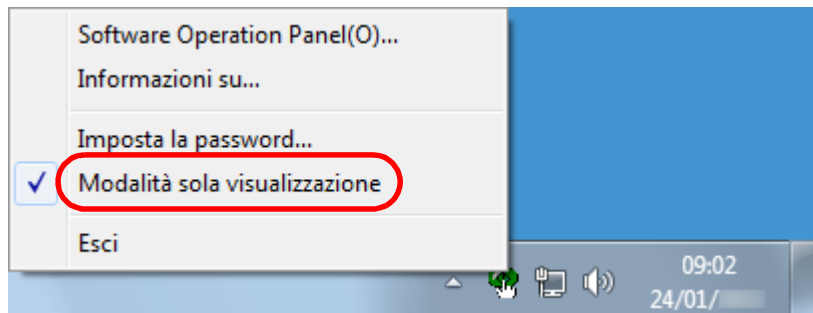 Software Operation Panel(O)...
Informazioni su...
Imposta la password...
Modalità sola visualizzazione
Esci
09:02
24/01/